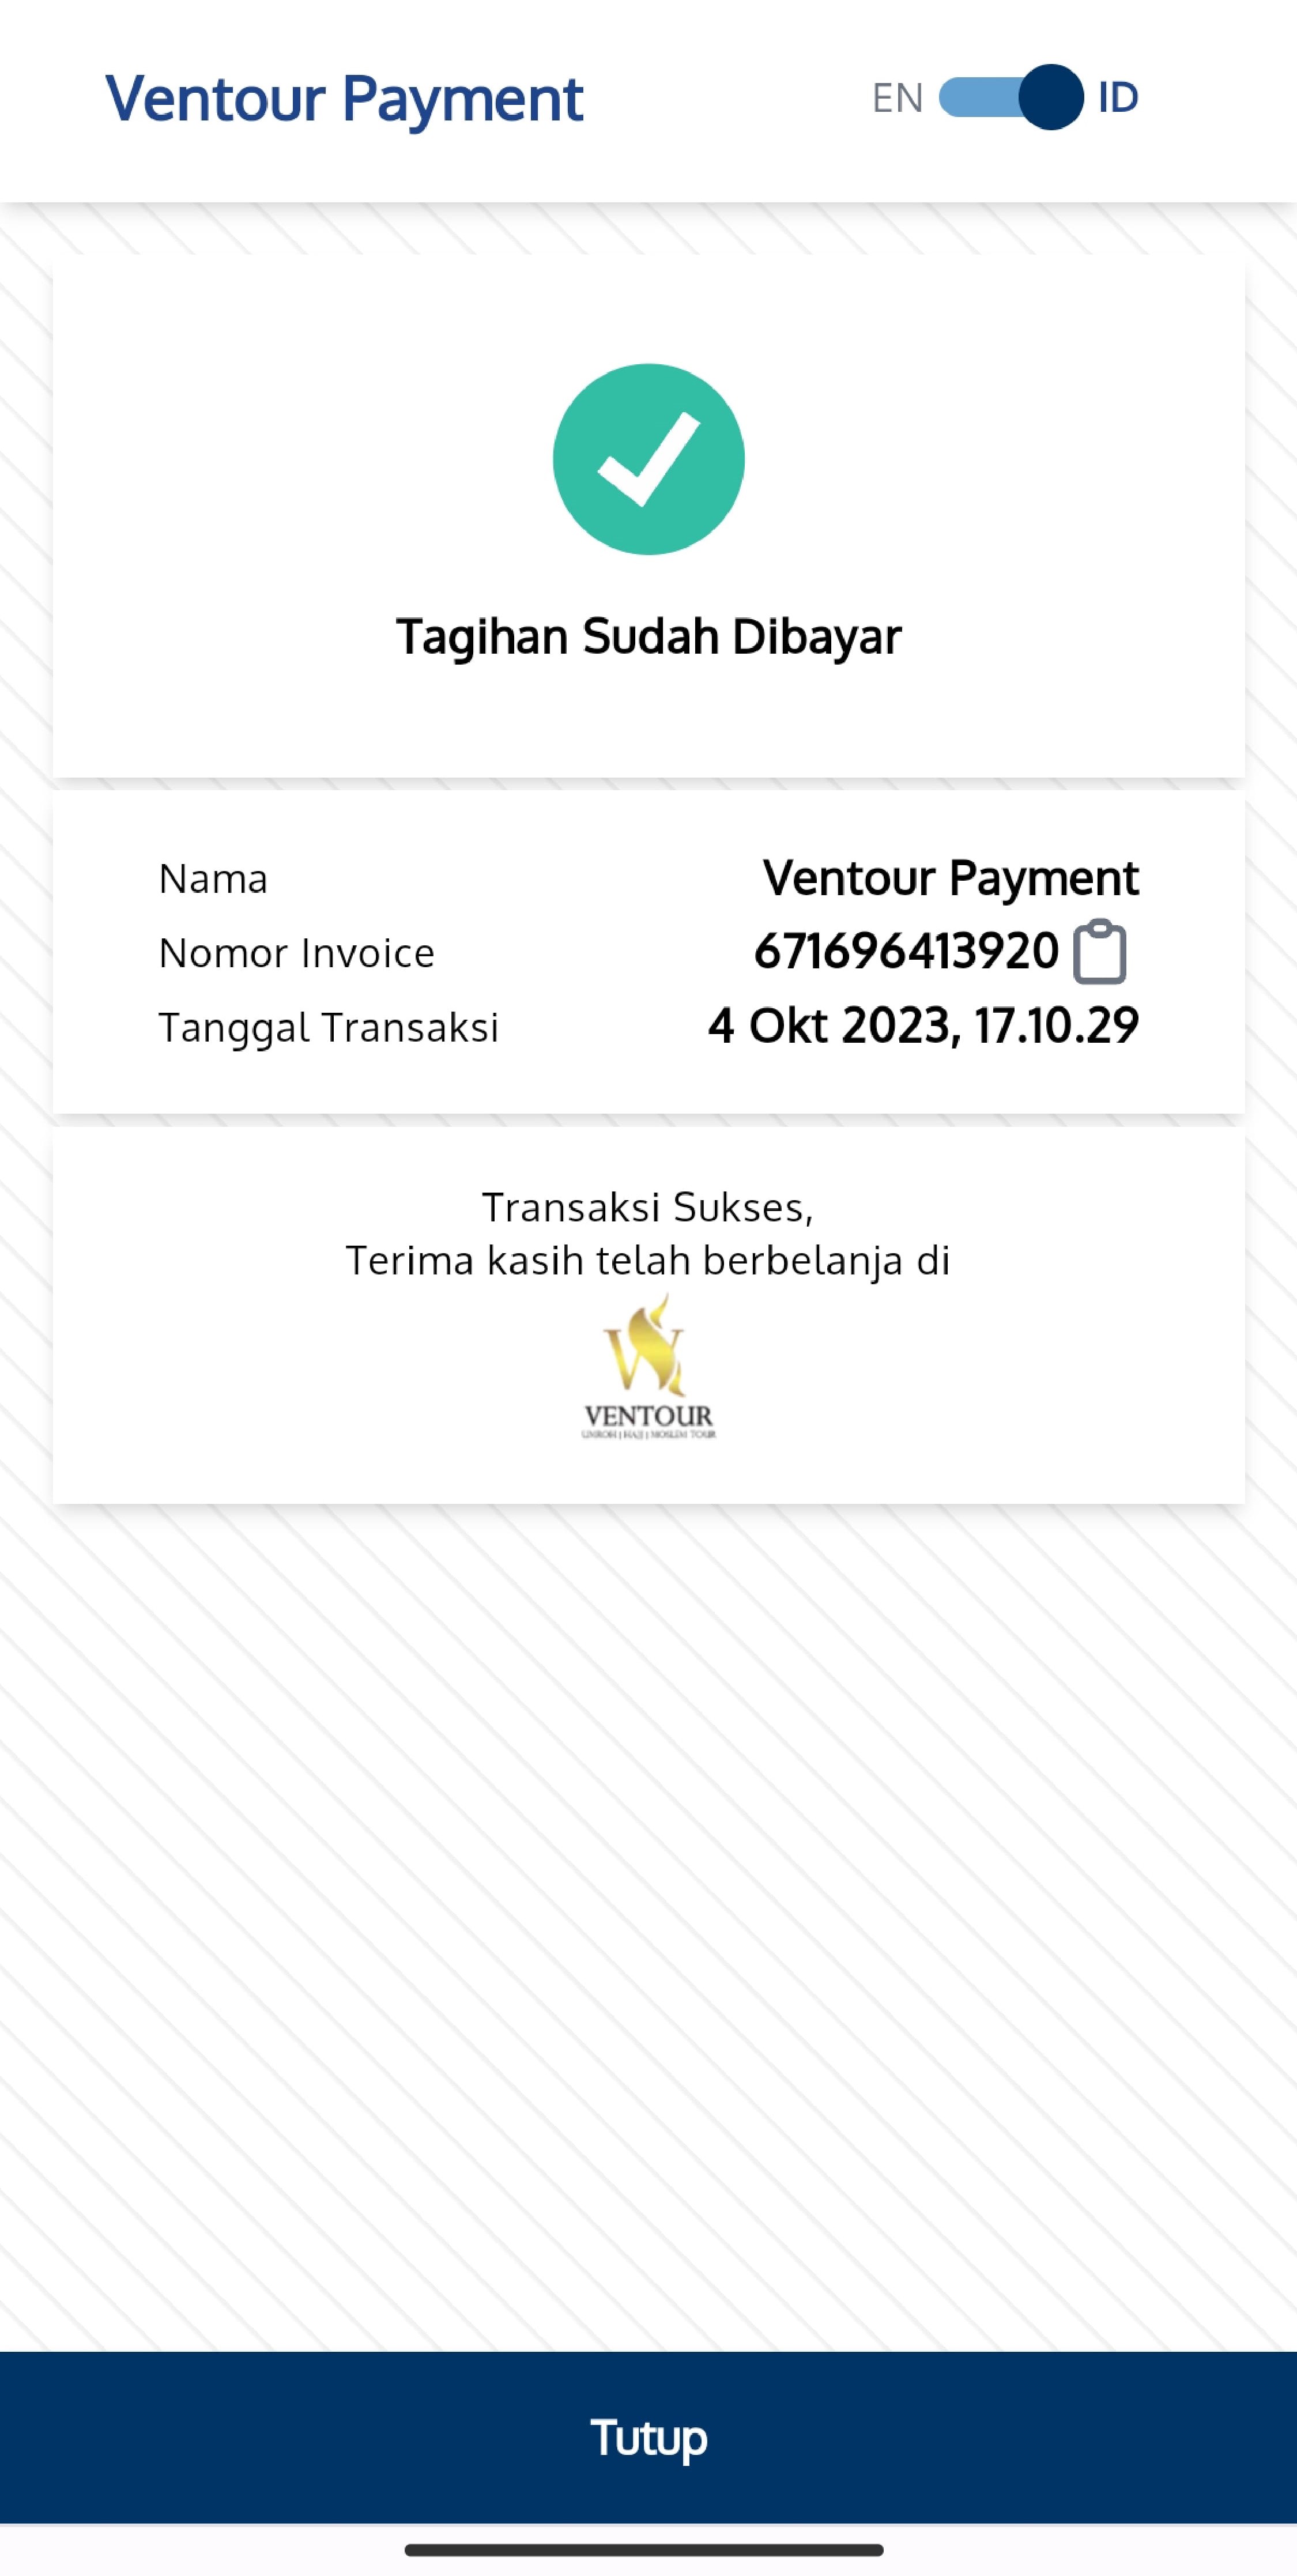 Ventour Payment
EN ID
Tagihan Sudah Dibayar
Nama Ventour Payment
Nomor Invoice 671696413920
Tanggal Transaksi 4 Okt 2023, 17.10.29
Transaksi Sukses,
Terima kasih telah berbelanja di
VENTOUR
UMROH | HAJI | MOSLEM TOUR
Tutup